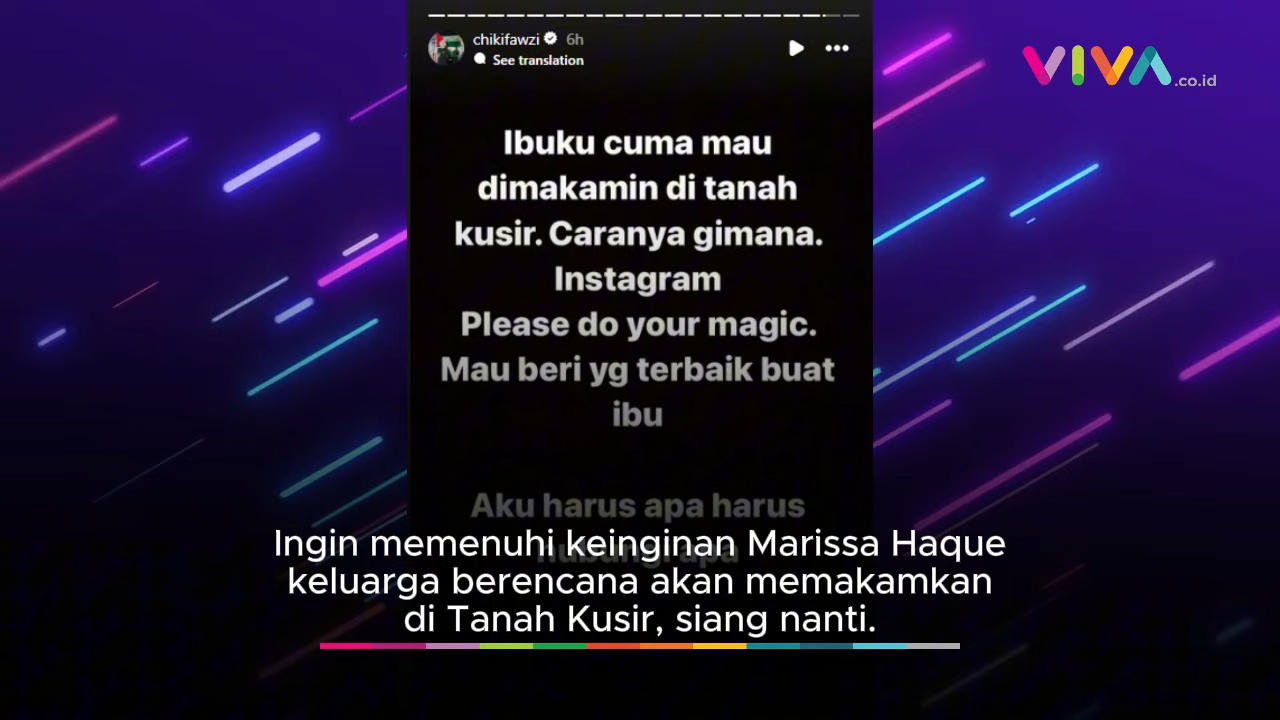 chikifawzi 6h
See translation
VIVA.co.id
Ibuku cuma mau
dimakamin di tanah
kusir. Caranya gimana.
Instagram
Please do your magic.
Mau beri yg terbaik buat
ibu
Aku harus apa harus
Ingin memenuhi keinginan Marissa Haque
keluarga berencana akan memakamkan
di Tanah Kusir, siang nanti.